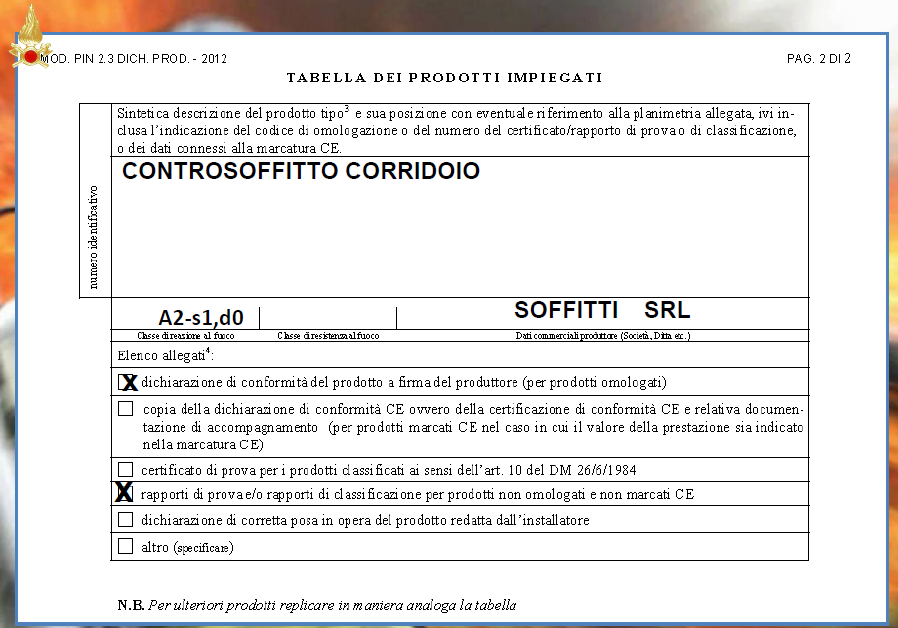 MOD. PIN 2.3 DICH. PROD. - 2012
PAG. 2 DI 2
TABELLA DEI PRODOTTI IMPIEGATI
Sintetica descrizione del prodotto tipo³ e sua posizione con eventuale riferimento alla planimetria allegata, ivi in-
clusa l'indicazione del codice di omologazione o del numero del certificato/rapporto di prova o di classificazione,
o dei dati connessi alla marcatura CE.
numero identificativo
CONTROSOFFITTO CORRIDOIO
A2-s1,d0
SOFFITTI SRL
Classe di reazione al fuoco
Classe di resistenza al fuoco
Dati commerciali produttore (Società, Ditta etc.)
Elenco allegati⁴:
X dichiarazione di conformità del prodotto a firma del produttore (per prodotti omologati)
copia della dichiarazione di conformità CE ovvero della certificazione di conformità CE e relativa documen-
tazione di accompagnamento (per prodotti marcati CE nel caso in cui il valore della prestazione sia indicato
nella marcatura CE)
certificato di prova per i prodotti classificati ai sensi dell'art. 10 del DM 26/6/1984
X rapporti di prova e/o rapporti di classificazione per prodotti non omologati e non marcati CE
dichiarazione di corretta posa in opera del prodotto redatta dall'installatore
altro (specificare)
N.B. Per ulteriori prodotti replicare in maniera analoga la tabella